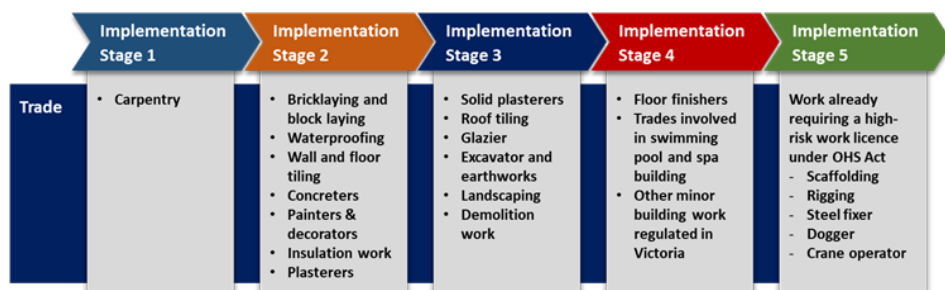 Implementation
Stage 1
Implementation
Stage 2
Implementation
Stage 3
Implementation
Stage 4
Implementation
Stage 5
Trade
• Carpentry
• Bricklaying and
block laying
• Waterproofing
• Wall and floor
tiling
• Concreters
• Painters &
decorators
• Insulation work
• Plasterers
• Solid plasterers
• Roof tiling
• Glazier
• Excavator and
earthworks
• Landscaping
• Demolition
work
• Floor finishers
• Trades involved
in swimming
pool and spa
building
• Other minor
building work
regulated in
Victoria
Work already
requiring a high-
risk work licence
under OHS Act
- Scaffolding
- Rigging
- Steel fixer
- Dogger
- Crane operator